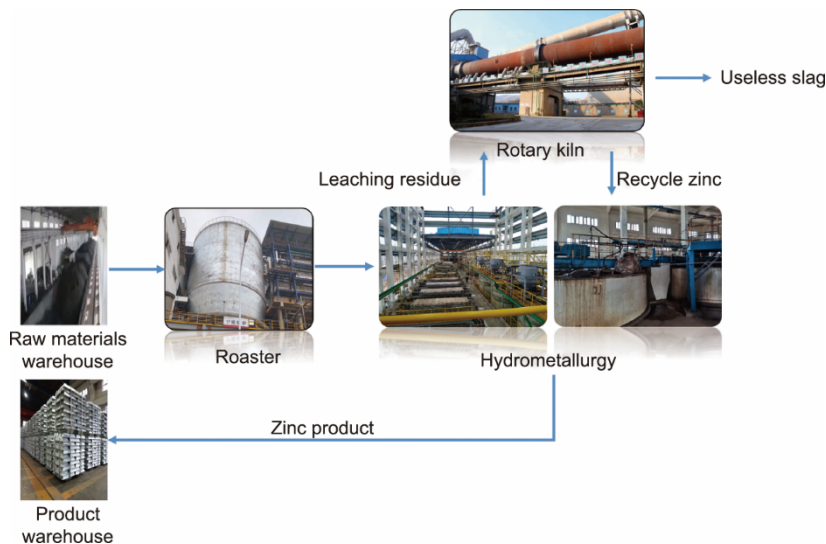 Useless slag
Rotary kiln
Leaching residue
Recycle zinc
Raw materials
warehouse
Roaster
Hydrometallurgy
Zinc product
Product
warehouse